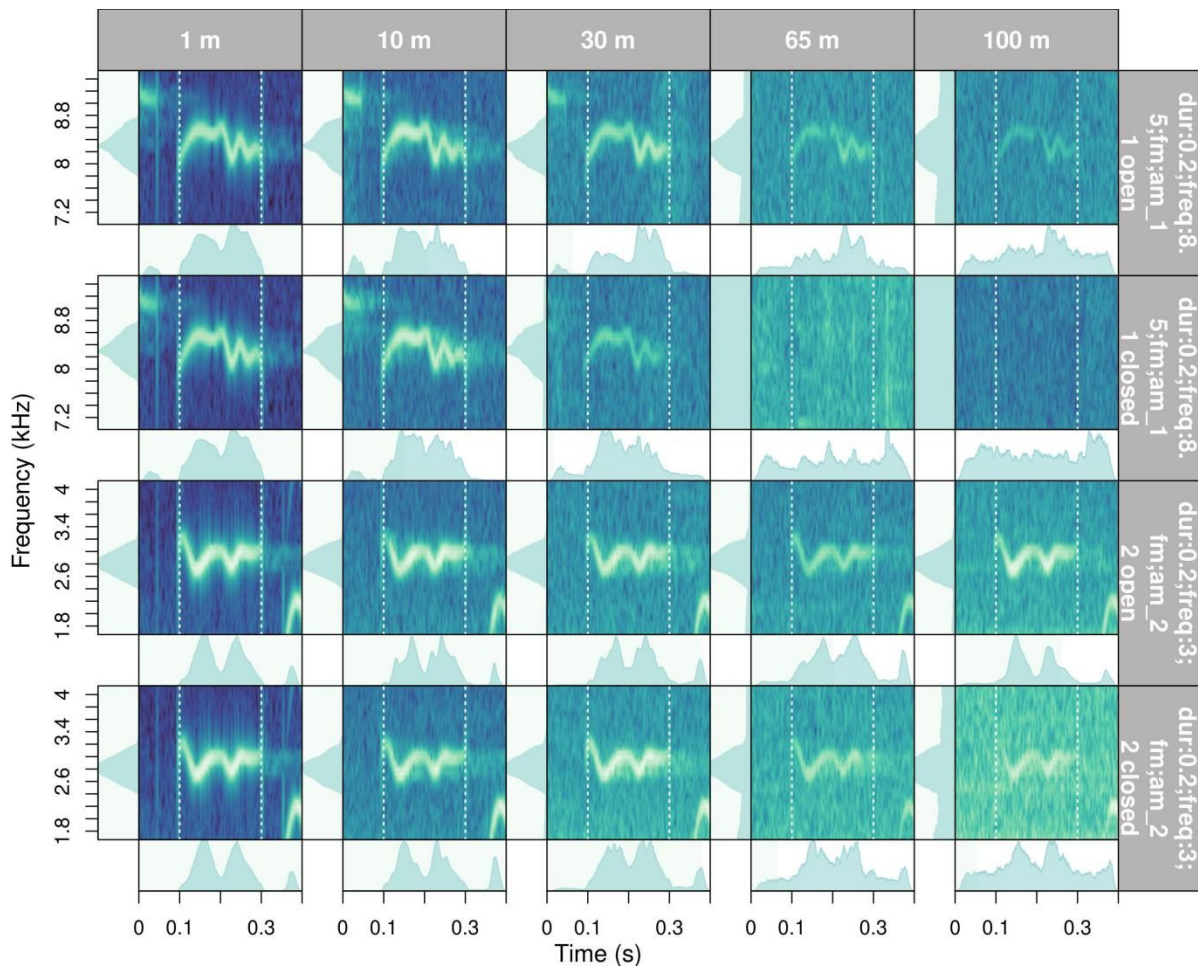 1 m
10 m
30 m
65 m
100 m
8.8
8
7.2
dur:0.2;freq:8.
5;fm;am_1
1 open
8.8
8
7.2
dur:0.2;freq:8.
5;fm;am_1
1 closed
Frequency (kHz)
4
3.4
2.6
1.8
dur:0.2;freq:3;
fm;am_2
2 open
4
3.4
2.6
1.8
dur:0.2;freq:3;
fm;am_2
2 closed
0 0.1 0.3
0 0.1 0.3
0 0.1 0.3
0 0.1 0.3
0 0.1 0.3
Time (s)